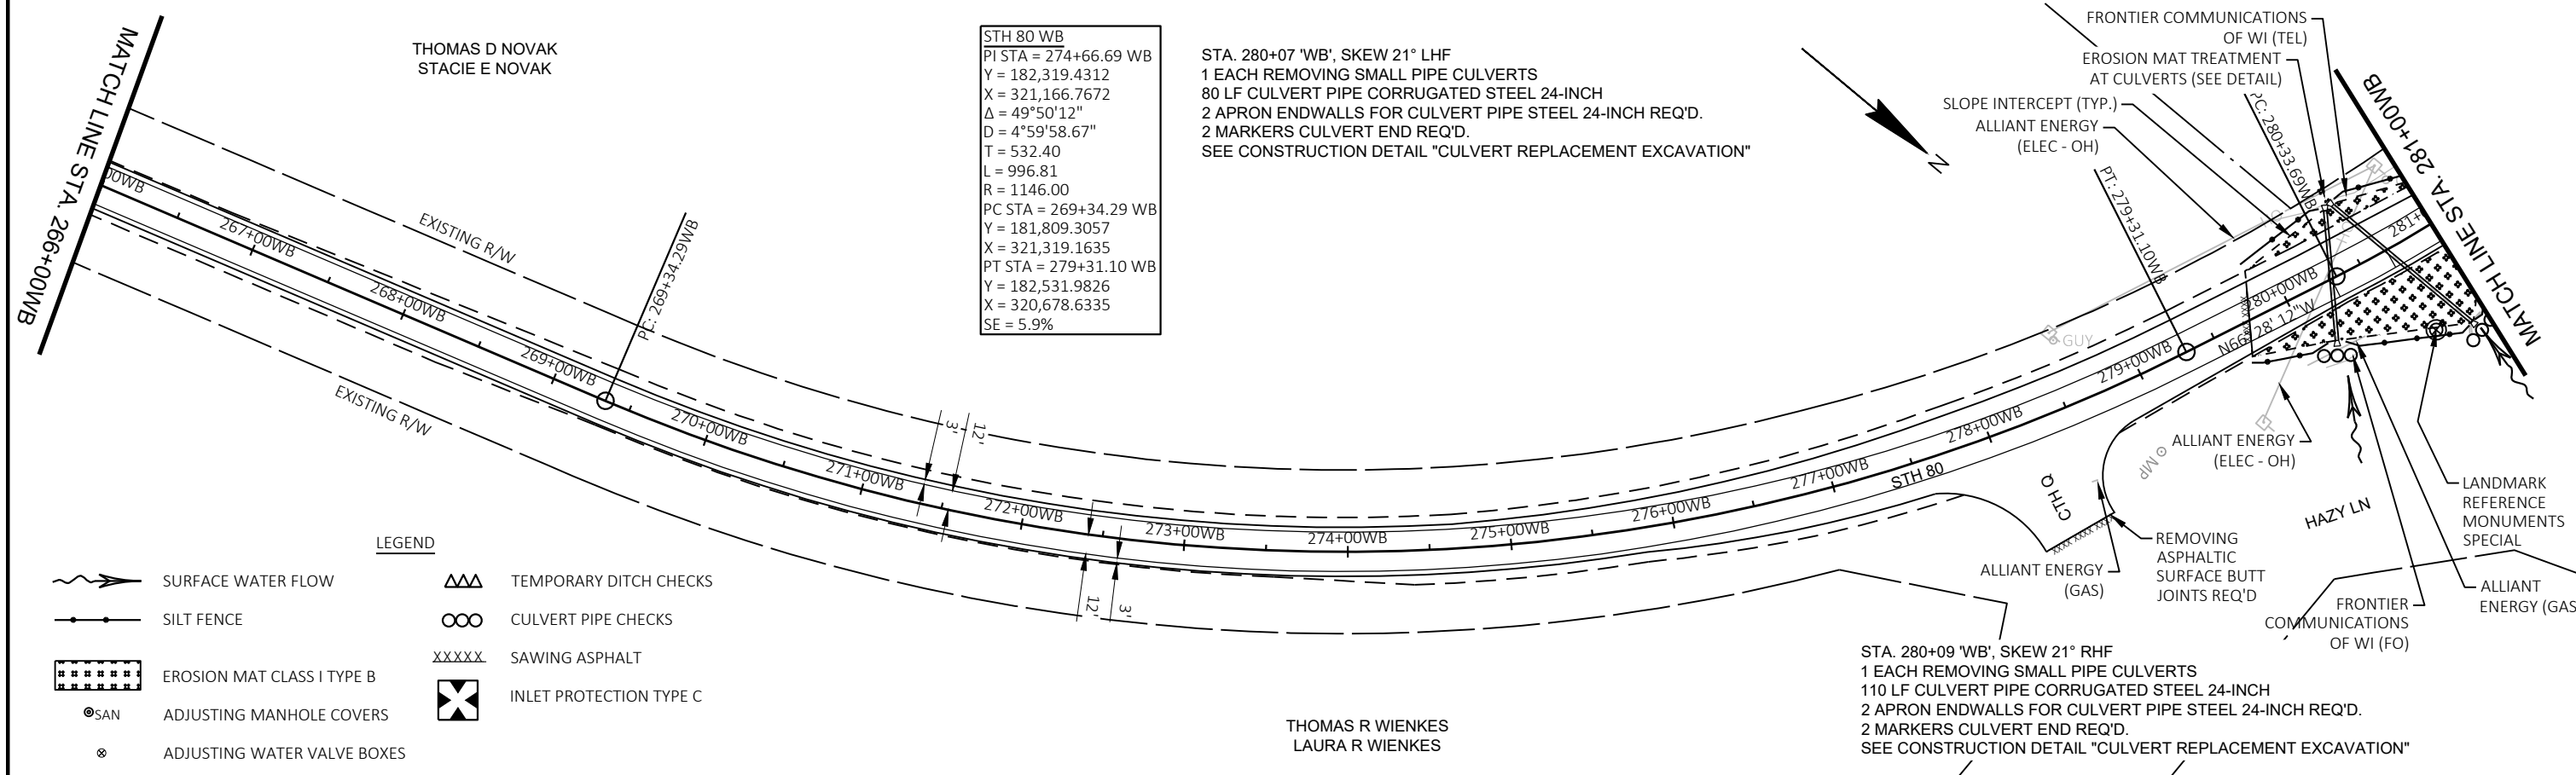 MATCH LINE STA. 266+00WB
THOMAS D NOVAK
STACIE E NOVAK
STH 80 WB
PI STA = 274+66.69 WB
Y = 182,319.4312
X = 321,166.7672
Δ = 49°50'12"
D = 4°59'58.67"
T = 532.40
L = 996.81
R = 1146.00
PC STA = 269+34.29 WB
Y = 181,809.3057
X = 321,319.1635
PT STA = 279+31.10 WB
Y = 182,531.9826
X = 320,678.6335
SE = 5.9%
STA. 280+07 'WB', SKEW 21° LHF
1 EACH REMOVING SMALL PIPE CULVERTS
80 LF CULVERT PIPE CORRUGATED STEEL 24-INCH
2 APRON ENDWALLS FOR CULVERT PIPE STEEL 24-INCH REQ'D.
2 MARKERS CULVERT END REQ'D.
SEE CONSTRUCTION DETAIL "CULVERT REPLACEMENT EXCAVATION"
N
FRONTIER COMMUNICATIONS
OF WI (TEL)
EROSION MAT TREATMENT
AT CULVERTS (SEE DETAIL)
SLOPE INTERCEPT (TYP.)
ALLIANT ENERGY
(ELEC - OH)
PC: 280+33.69WB
PT: 279+31.10WB
MATCH LINE STA. 281+00WB
00WB
267+00WB
268+00WB
269+00WB
270+00WB
271+00WB
272+00WB
273+00WB
274+00WB
275+00WB
276+00WB
277+00WB
278+00WB
279+00WB
280+00WB
281+
EXISTING R/W
EXISTING R/W
PC: 269+34.29WB
3'
12'
12'
3'
STH 80
28' 12"W
GUY
MP
CTH Q
HAZY LN
ALLIANT ENERGY
(ELEC - OH)
LANDMARK
REFERENCE
MONUMENTS
SPECIAL
REMOVING
ASPHALTIC
SURFACE BUTT
JOINTS REQ'D
ALLIANT ENERGY
(GAS)
FRONTIER
COMMUNICATIONS
OF WI (FO)
ALLIANT
ENERGY (GAS
LEGEND
SURFACE WATER FLOW
SILT FENCE
EROSION MAT CLASS I TYPE B
SAN ADJUSTING MANHOLE COVERS
ADJUSTING WATER VALVE BOXES
TEMPORARY DITCH CHECKS
CULVERT PIPE CHECKS
XXXXX SAWING ASPHALT
INLET PROTECTION TYPE C
THOMAS R WIENKES
LAURA R WIENKES
STA. 280+09 'WB', SKEW 21° RHF
1 EACH REMOVING SMALL PIPE CULVERTS
110 LF CULVERT PIPE CORRUGATED STEEL 24-INCH
2 APRON ENDWALLS FOR CULVERT PIPE STEEL 24-INCH REQ'D.
2 MARKERS CULVERT END REQ'D.
SEE CONSTRUCTION DETAIL "CULVERT REPLACEMENT EXCAVATION"